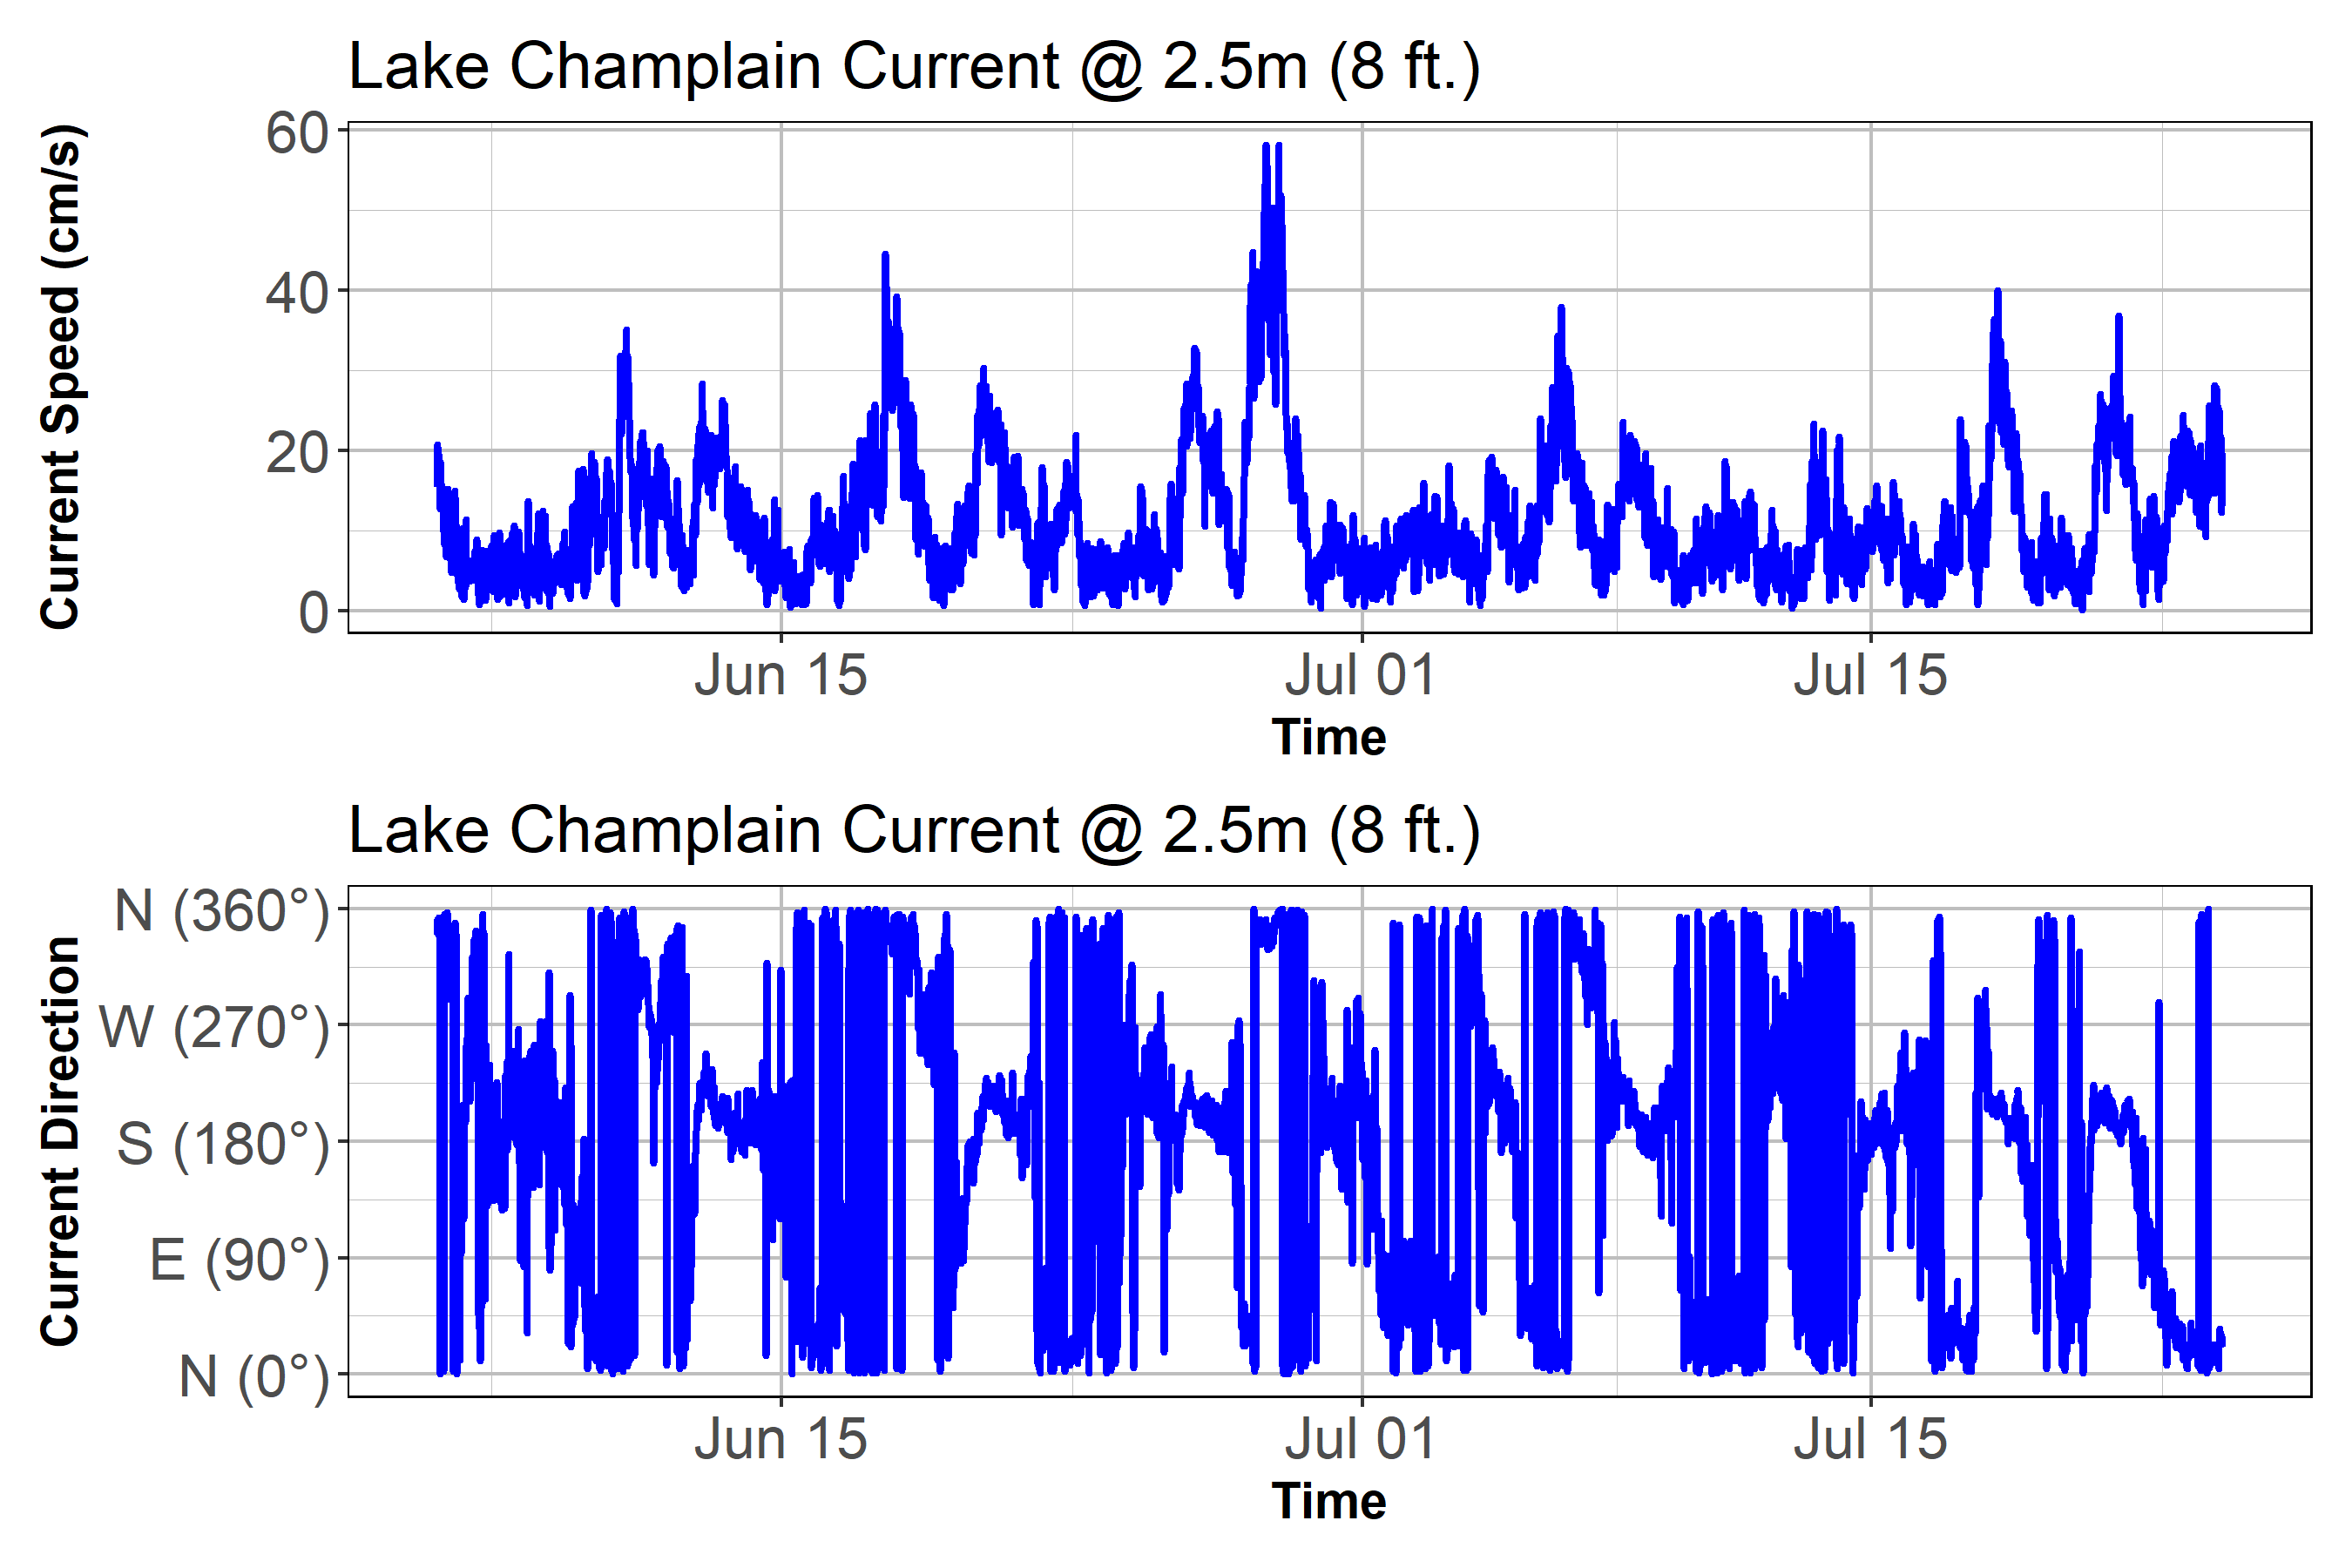 Lake Champlain Current @ 2.5m (8 ft.)
Current Speed (cm/s)
60
40
20
0
Jun 15
Jul 01
Jul 15
Time
Lake Champlain Current @ 2.5m (8 ft.)
Current Direction
N (360°)
W (270°)
S (180°)
E (90°)
N (0°)
Jun 15
Jul 01
Jul 15
Time